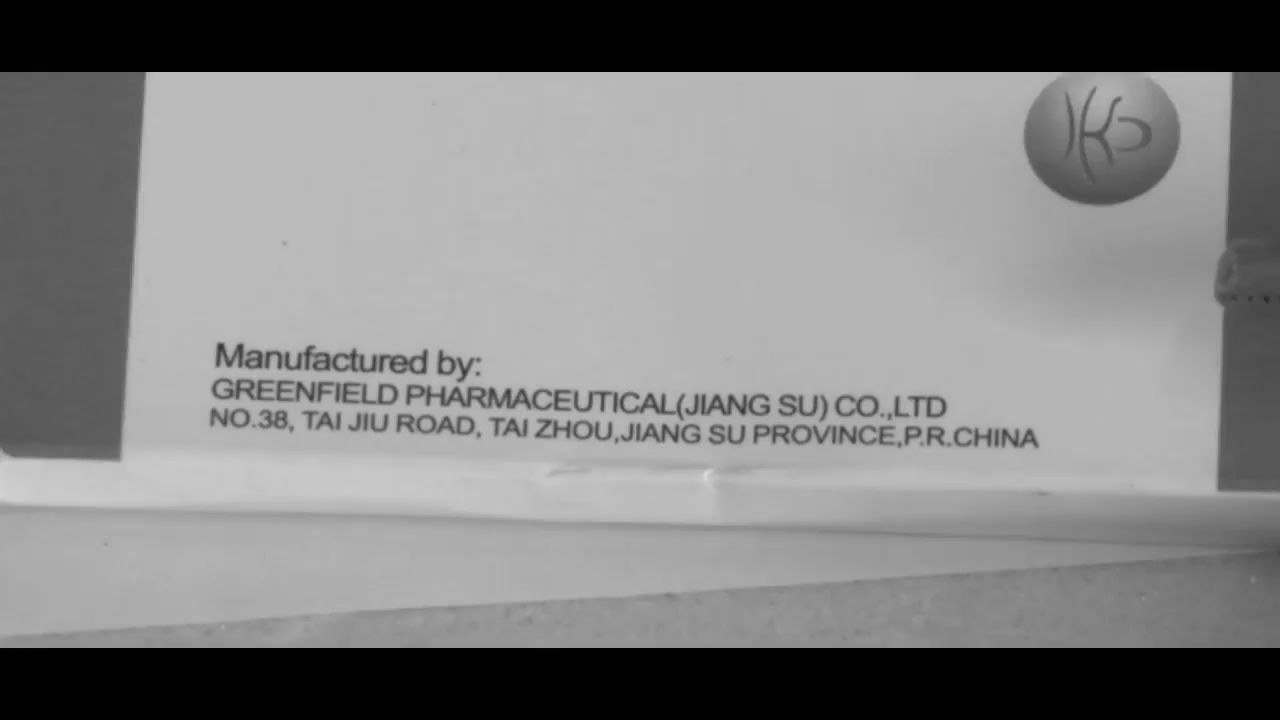 Manufactured by:
GREENFIELD PHARMACEUTICAL(JIANG SU) CO.,LTD
NO.38, TAI JIU ROAD, TAI ZHOU,JIANG SU PROVINCE,P.R.CHINA